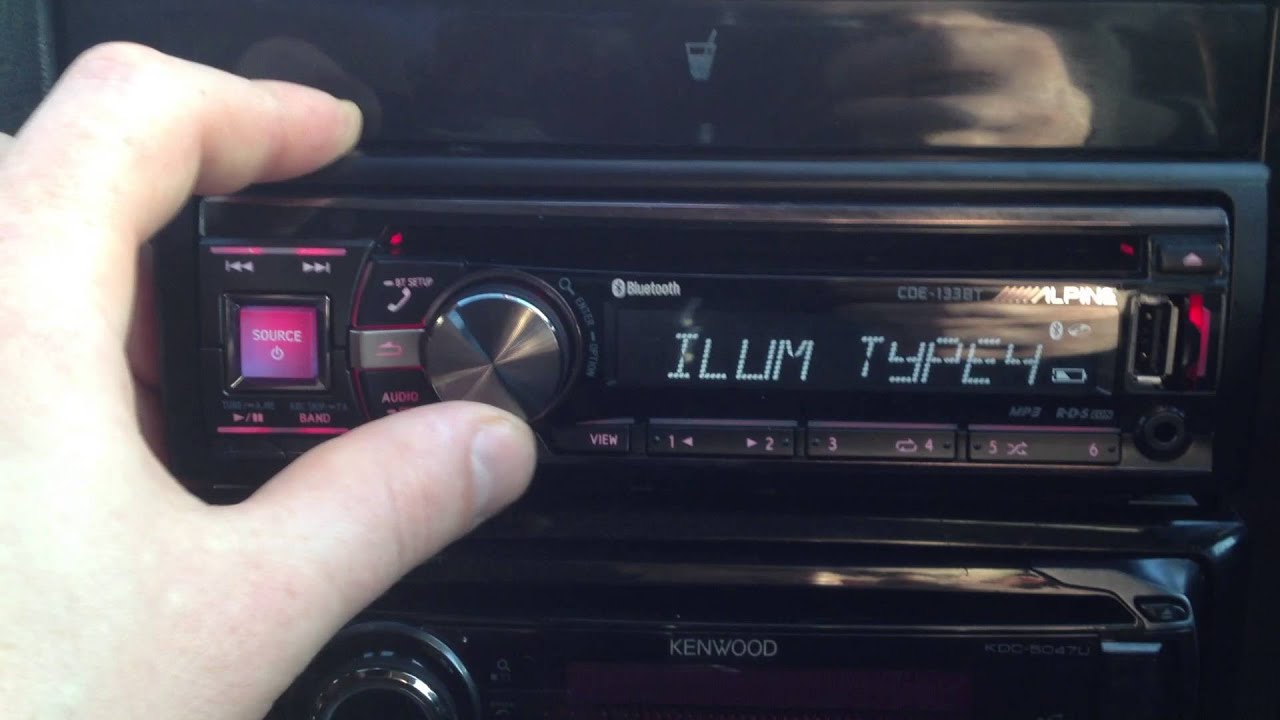 BT SETUP
ENTER
OPTION
Bluetooth
CDE-133BT ALPINE
SOURCE
ILLUM TYPE4
AUDIO
BAND
VIEW
1 2 3 4 5 6
MP3 R·D·S
KENWOOD
KDC-5047U